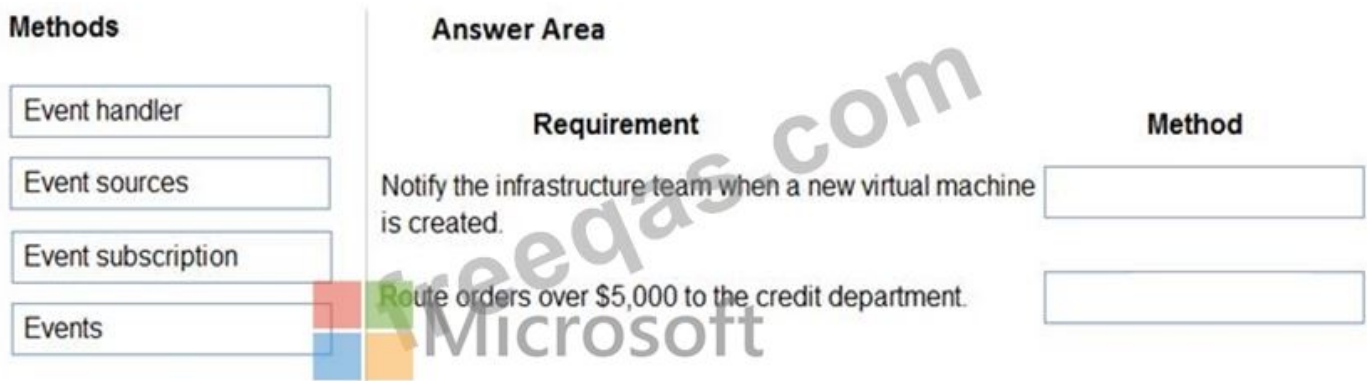 Methods
Answer Area
Event handler
Event sources
Event subscription
Events
Requirement
Method
Notify the infrastructure team when a new virtual machine
is created.
Route orders over $5,000 to the credit department.
freeqas.com
Microsoft